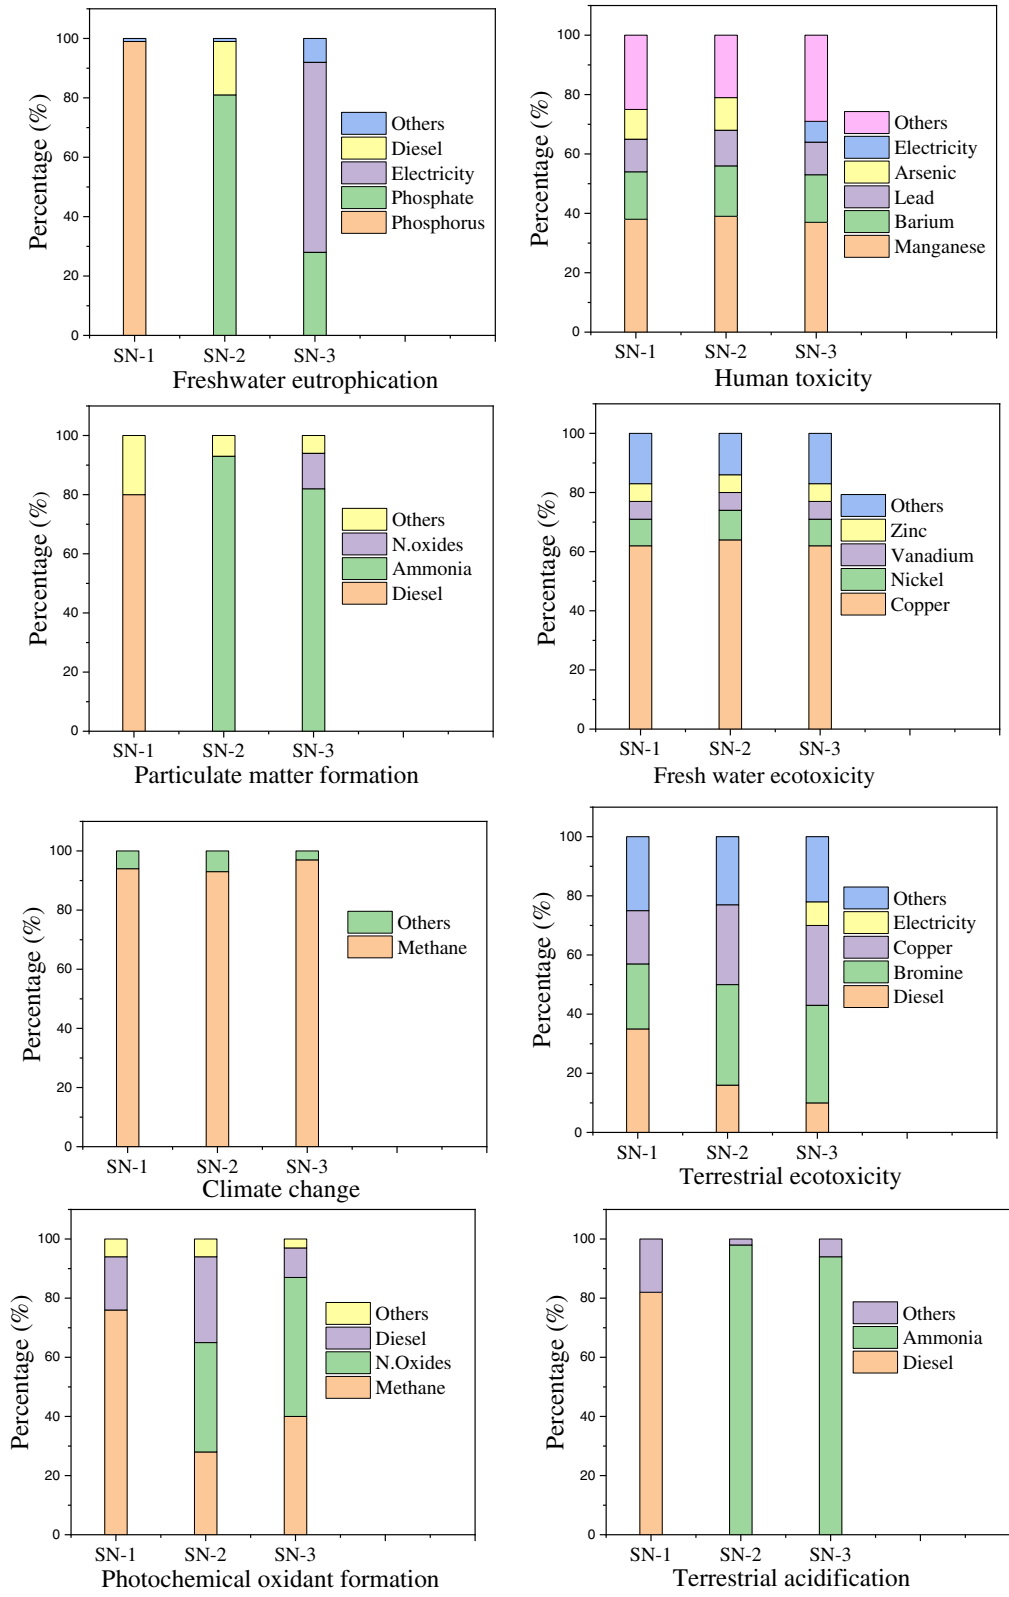 Percentage (%)
100
80
60
40
20
0
Others
Diesel
Electricity
Phosphate
Phosphorus
SN-1 SN-2 SN-3
Freshwater eutrophication
Percentage (%)
100
80
60
40
20
0
Others
Electricity
Arsenic
Lead
Barium
Manganese
SN-1 SN-2 SN-3
Human toxicity
Percentage (%)
100
80
60
40
20
0
Others
N.oxides
Ammonia
Diesel
SN-1 SN-2 SN-3
Particulate matter formation
Percentage (%)
100
80
60
40
20
0
Others
Zinc
Vanadium
Nickel
Copper
SN-1 SN-2 SN-3
Fresh water ecotoxicity
Percentage (%)
100
80
60
40
20
0
Others
Methane
SN-1 SN-2 SN-3
Climate change
Percentage (%)
100
80
60
40
20
0
Others
Electricity
Copper
Bromine
Diesel
SN-1 SN-2 SN-3
Terrestrial ecotoxicity
Percentage (%)
100
80
60
40
20
0
Others
Diesel
N.Oxides
Methane
SN-1 SN-2 SN-3
Photochemical oxidant formation
Percentage (%)
100
80
60
40
20
0
Others
Ammonia
Diesel
SN-1 SN-2 SN-3
Terrestrial acidification